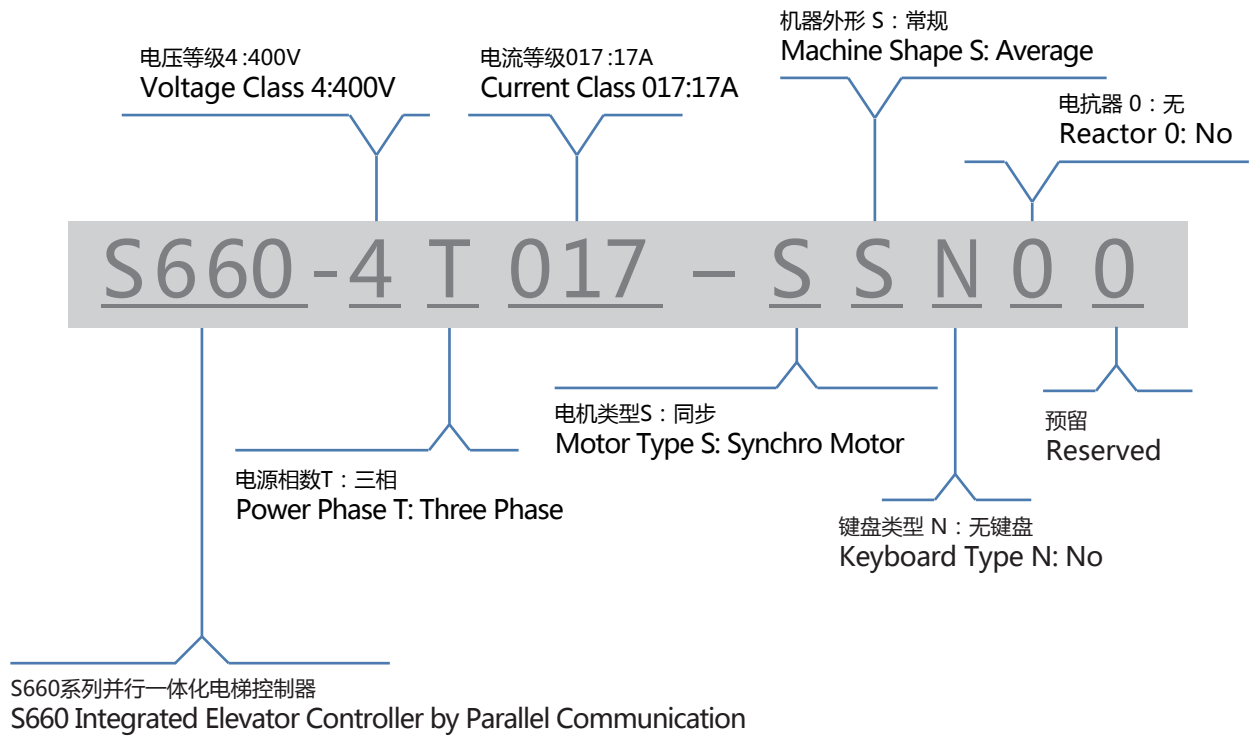 机器外形 S：常规
Machine Shape S: Average
电压等级4:400V
Voltage Class 4:400V
电流等级017:17A
Current Class 017:17A
电抗器 0：无
Reactor 0: No
S660-4T017–SSN00
电机类型S：同步
Motor Type S: Synchro Motor
预留
Reserved
电源相数T：三相
Power Phase T: Three Phase
键盘类型 N：无键盘
Keyboard Type N: No
S660系列并行一体化电梯控制器
S660 Integrated Elevator Controller by Parallel Communication